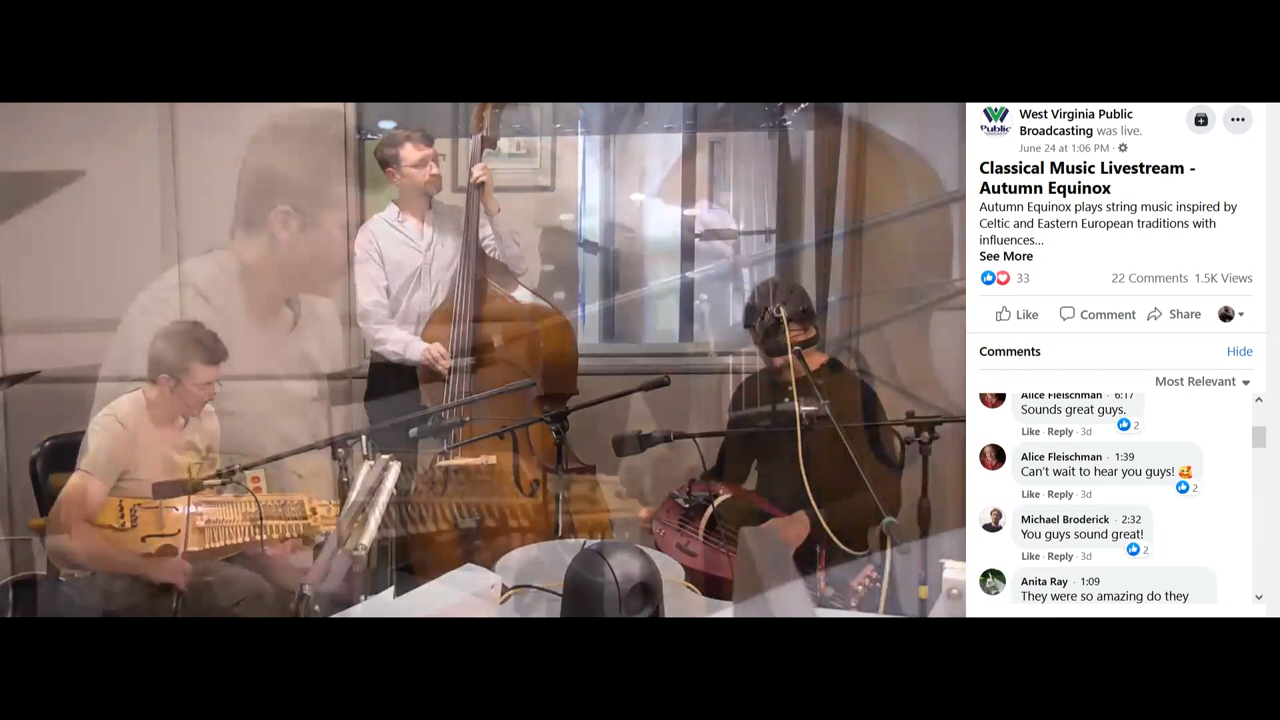 Public
West Virginia Public
Broadcasting was live.
June 24 at 1:06 PM ·
Classical Music Livestream -
Autumn Equinox
Autumn Equinox plays string music inspired by
Celtic and Eastern European traditions with
influences...
See More
33
22 Comments 1.5K Views
Like
Comment
Share
Comments
Hide
Most Relevant
Alice Fleischman · 6:17
Sounds great guys.
2
Like · Reply · 3d
Alice Fleischman · 1:39
Can't wait to hear you guys! 🥰
2
Like · Reply · 3d
Michael Broderick · 2:32
You guys sound great!
2
Like · Reply · 3d
Anita Ray · 1:09
They were so amazing do they